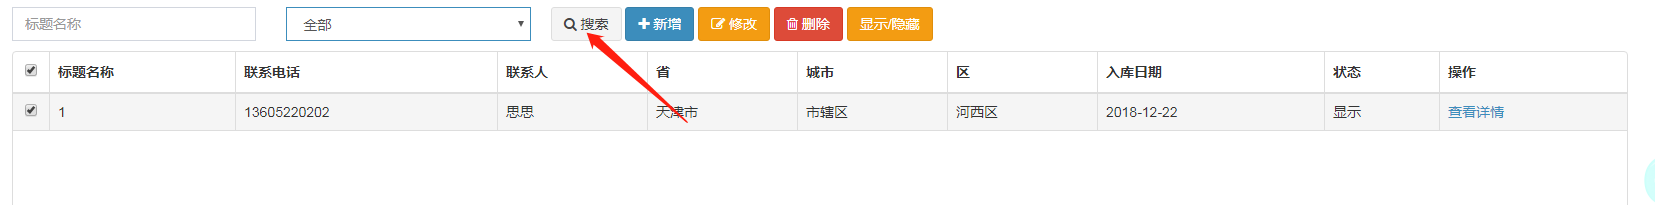 标题名称 全部 搜索 新增 修改 删除 显示/隐藏
标题名称 联系电话 联系人 省 城市 区 入库日期 状态 操作
1 13605220202 思思 天津市 市辖区 河西区 2018-12-22 显示 查看详情